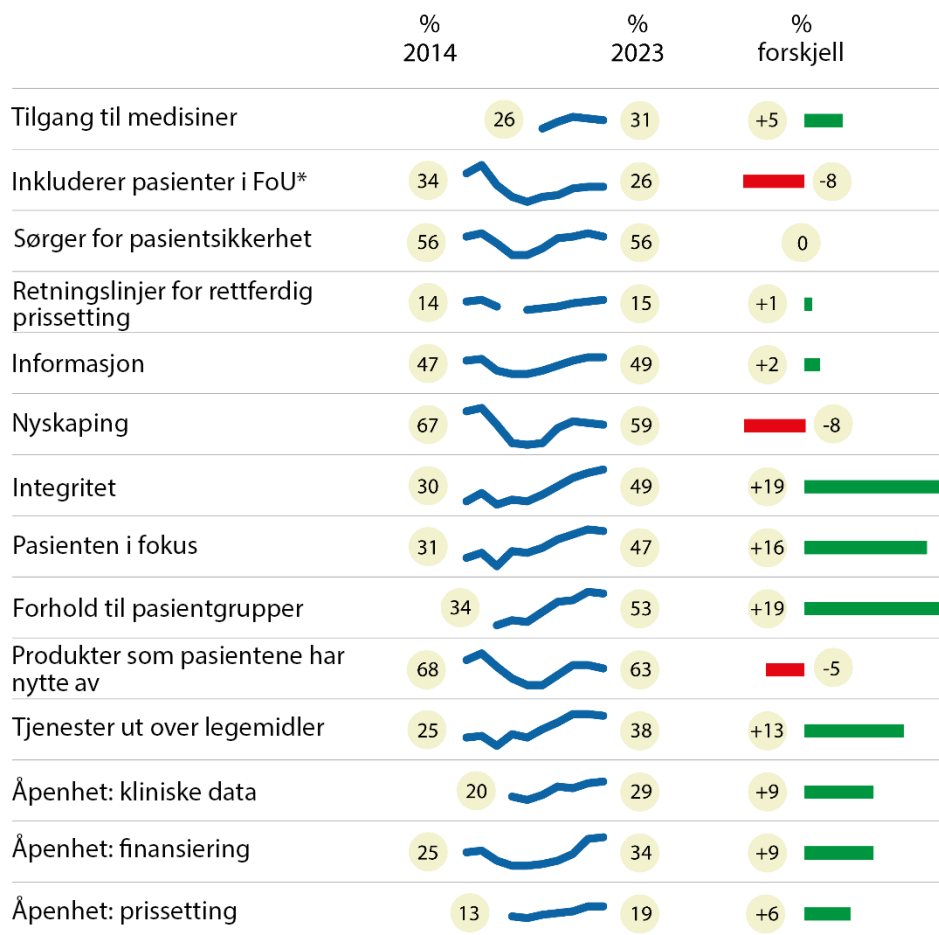 % % %
2014 2023 forskjell
Tilgang til medisiner 26 31 +5
Inkluderer pasienter i FoU* 34 26 -8
Sørger for pasientsikkerhet 56 56 0
Retningslinjer for rettferdig
prissetting 14 15 +1
Informasjon 47 49 +2
Nyskaping 67 59 -8
Integritet 30 49 +19
Pasienten i fokus 31 47 +16
Forhold til pasientgrupper 34 53 +19
Produkter som pasientene har
nytte av 68 63 -5
Tjenester ut over legemidler 25 38 +13
Åpenhet: kliniske data 20 29 +9
Åpenhet: finansiering 25 34 +9
Åpenhet: prissetting 13 19 +6